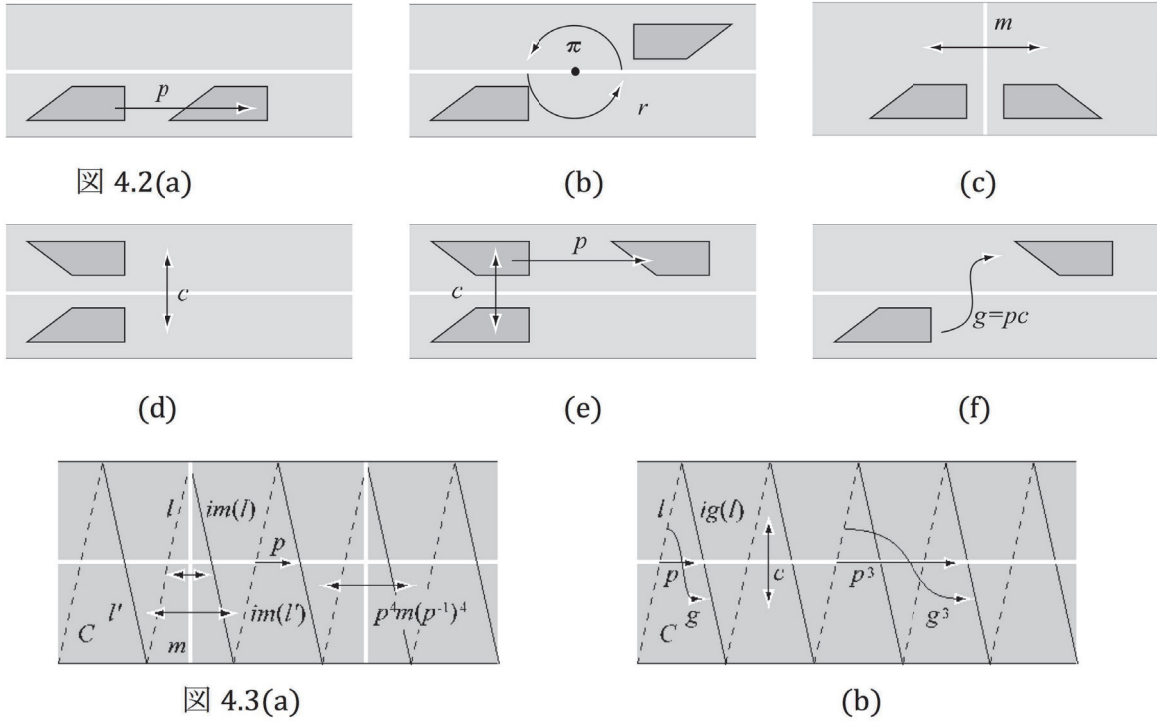 p
π
r
m
図 4.2(a)
(b)
(c)
c
p
c
g=pc
(d)
(e)
(f)
l
im(l)
p
l'
im(l')
p⁴m(p⁻¹)⁴
C
m
l
ig(l)
p
c
p³
g
g³
C
図 4.3(a)
(b)